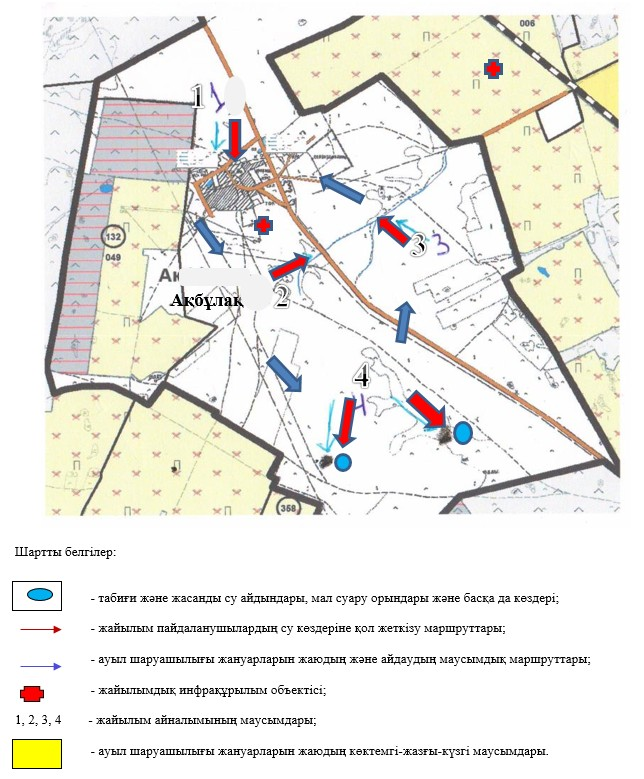 006
1
132
049
Ақ
Ақбұлақ
2
3
3
4
358
П
Шартты белгілер:
- табиғи және жасанды су айдындары, мал суару орындары және басқа да көздері;
- жайылым пайдаланушылардың су көздеріне қол жеткізу маршруттары;
- ауыл шаруашылығы жануарларын жаюдың және айдаудың маусымдық маршруттары;
- жайылымдық инфрақұрылым объектісі;
1, 2, 3, 4 - жайылым айналымының маусымдары;
- ауыл шаруашылығы жануарларын жаюдың көктемгі-жазғы-күзгі маусымдары.